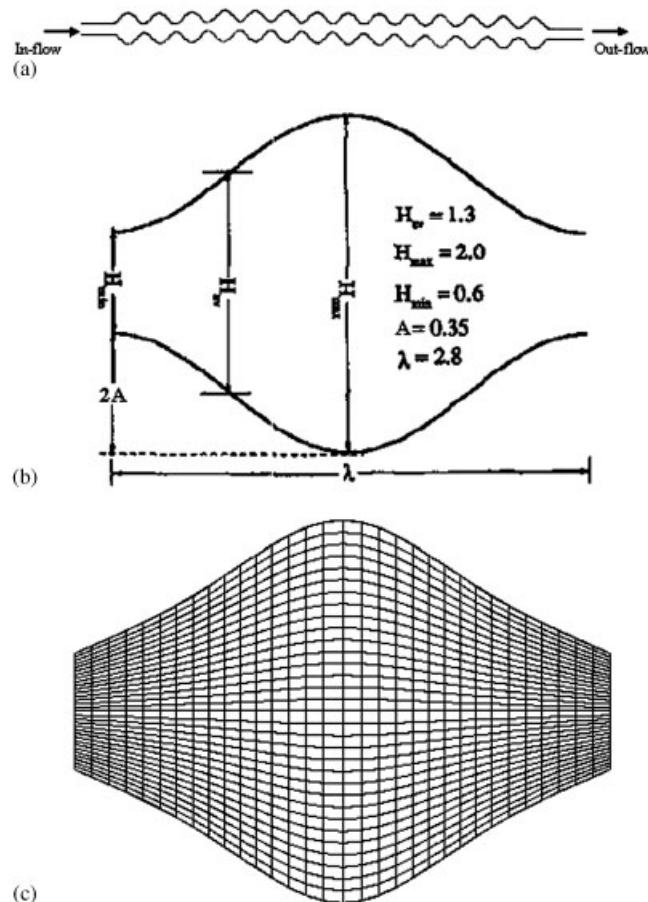 In-flow
Out-flow
(a)
H_av = 1.3
H_max = 2.0
H_min = 0.6
A = 0.35
λ = 2.8
H_min
H_av
H_max
2A
(b)
λ
(c)